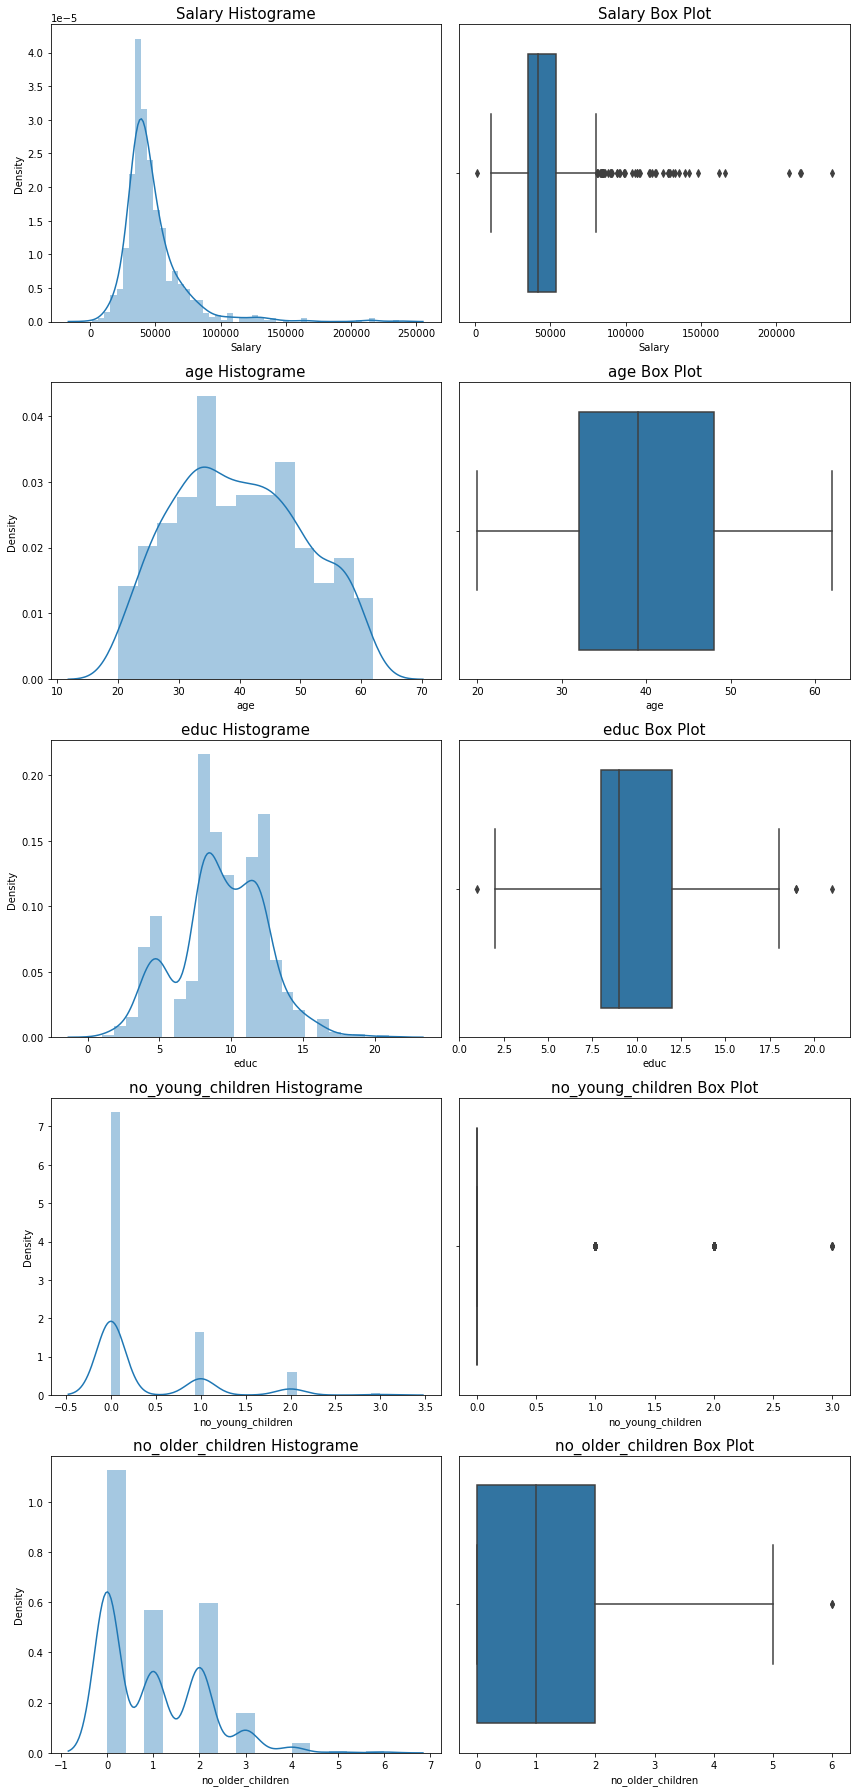 Salary Histograme
1e−5
4.0
3.5
3.0
2.5
2.0
1.5
1.0
0.5
0.0
Density
0 50000 100000 150000 200000 250000
Salary
Salary Box Plot
0 50000 100000 150000 200000
Salary
age Histograme
0.04
0.03
0.02
0.01
0.00
Density
10 20 30 40 50 60 70
age
age Box Plot
20 30 40 50 60
age
educ Histograme
0.20
0.15
0.10
0.05
0.00
Density
0 5 10 15 20
educ
educ Box Plot
0.0 2.5 5.0 7.5 10.0 12.5 15.0 17.5 20.0
educ
no_young_children Histograme
7
6
5
4
3
2
1
0
Density
−0.5 0.0 0.5 1.0 1.5 2.0 2.5 3.0 3.5
no_young_children
no_young_children Box Plot
0.0 0.5 1.0 1.5 2.0 2.5 3.0
no_young_children
no_older_children Histograme
1.0
0.8
0.6
0.4
0.2
0.0
Density
−1 0 1 2 3 4 5 6 7
no_older_children
no_older_children Box Plot
0 1 2 3 4 5 6
no_older_children